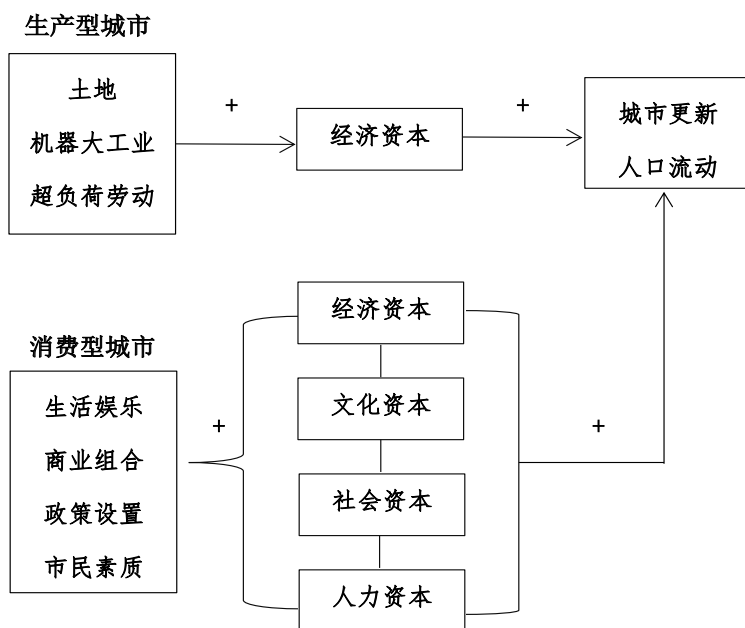 生产型城市
土地
机器大工业
超负荷劳动
+
经济资本
+
城市更新
人口流动
消费型城市
生活娱乐
商业组合
政策设置
市民素质
+
经济资本
文化资本
社会资本
人力资本
+